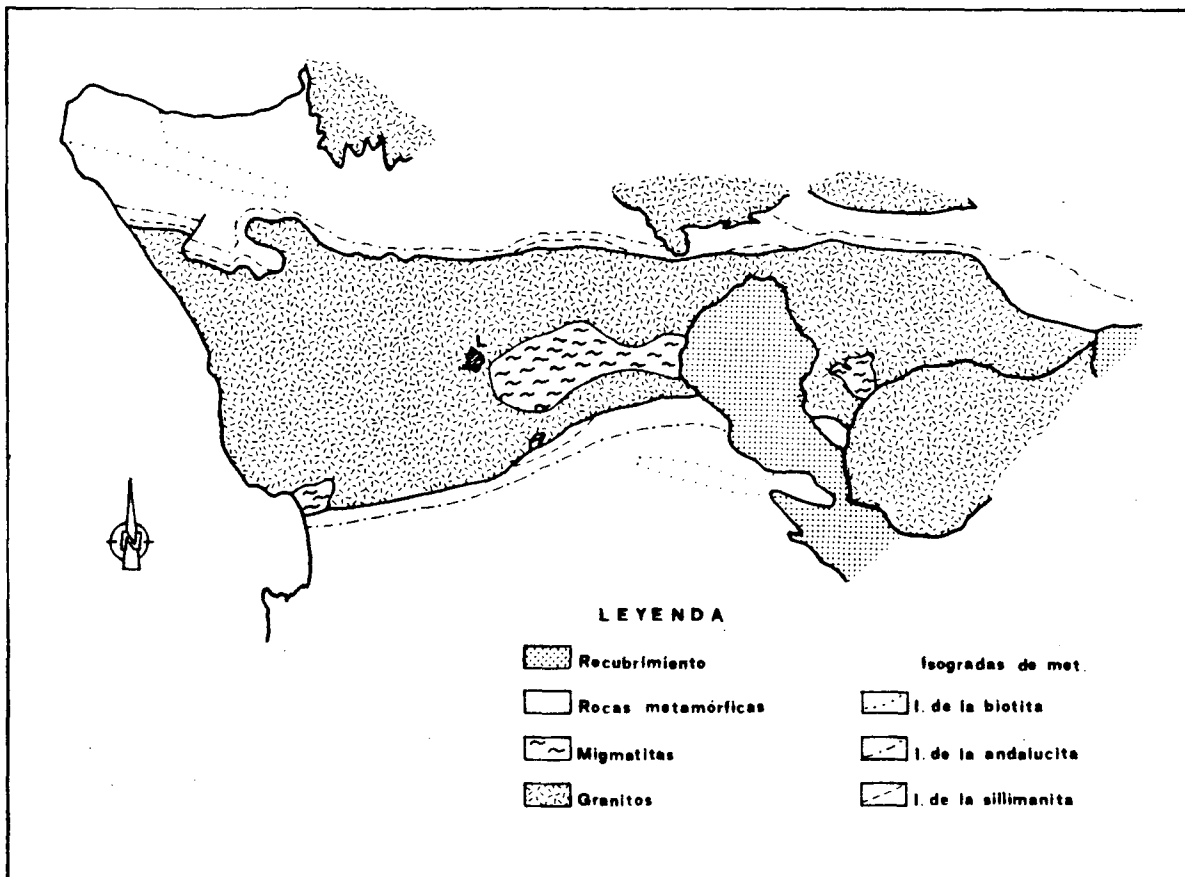 LEYENDA
Recubrimiento
Rocas metamórficas
Migmatitas
Granitos
Isogradas de met.
I. de la biotita
I. de la andalucita
I. de la sillimanita